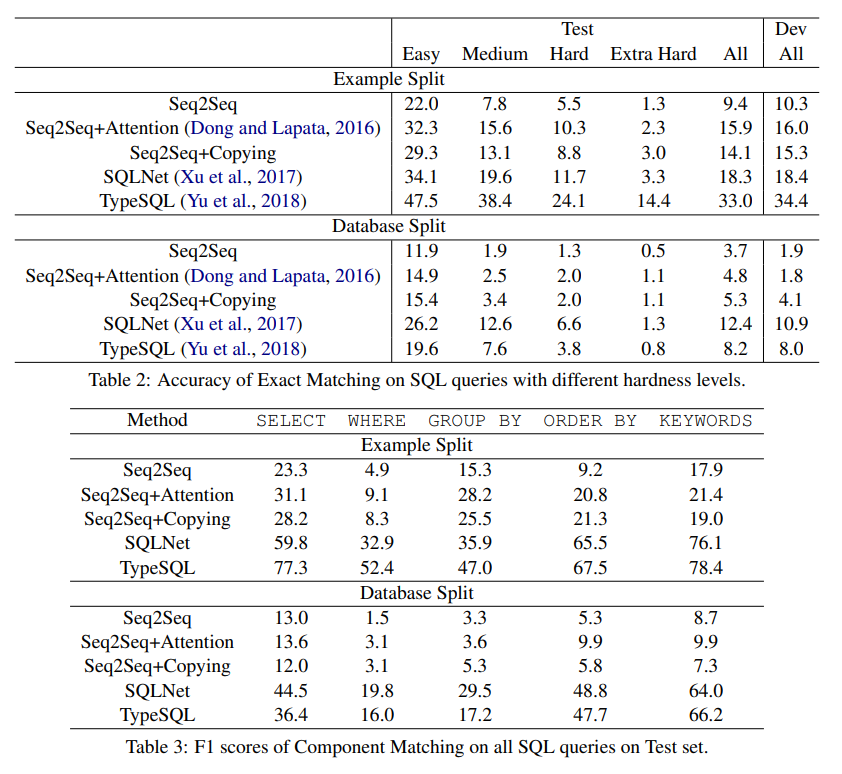 Test Dev
Easy Medium Hard Extra Hard All All
Example Split
Seq2Seq 22.0 7.8 5.5 1.3 9.4 10.3
Seq2Seq+Attention (Dong and Lapata, 2016) 32.3 15.6 10.3 2.3 15.9 16.0
Seq2Seq+Copying 29.3 13.1 8.8 3.0 14.1 15.3
SQLNet (Xu et al., 2017) 34.1 19.6 11.7 3.3 18.3 18.4
TypeSQL (Yu et al., 2018) 47.5 38.4 24.1 14.4 33.0 34.4
Database Split
Seq2Seq 11.9 1.9 1.3 0.5 3.7 1.9
Seq2Seq+Attention (Dong and Lapata, 2016) 14.9 2.5 2.0 1.1 4.8 1.8
Seq2Seq+Copying 15.4 3.4 2.0 1.1 5.3 4.1
SQLNet (Xu et al., 2017) 26.2 12.6 6.6 1.3 12.4 10.9
TypeSQL (Yu et al., 2018) 19.6 7.6 3.8 0.8 8.2 8.0
Table 2: Accuracy of Exact Matching on SQL queries with different hardness levels.
Method SELECT WHERE GROUP BY ORDER BY KEYWORDS
Example Split
Seq2Seq 23.3 4.9 15.3 9.2 17.9
Seq2Seq+Attention 31.1 9.1 28.2 20.8 21.4
Seq2Seq+Copying 28.2 8.3 25.5 21.3 19.0
SQLNet 59.8 32.9 35.9 65.5 76.1
TypeSQL 77.3 52.4 47.0 67.5 78.4
Database Split
Seq2Seq 13.0 1.5 3.3 5.3 8.7
Seq2Seq+Attention 13.6 3.1 3.6 9.9 9.9
Seq2Seq+Copying 12.0 3.1 5.3 5.8 7.3
SQLNet 44.5 19.8 29.5 48.8 64.0
TypeSQL 36.4 16.0 17.2 47.7 66.2
Table 3: F1 scores of Component Matching on all SQL queries on Test set.